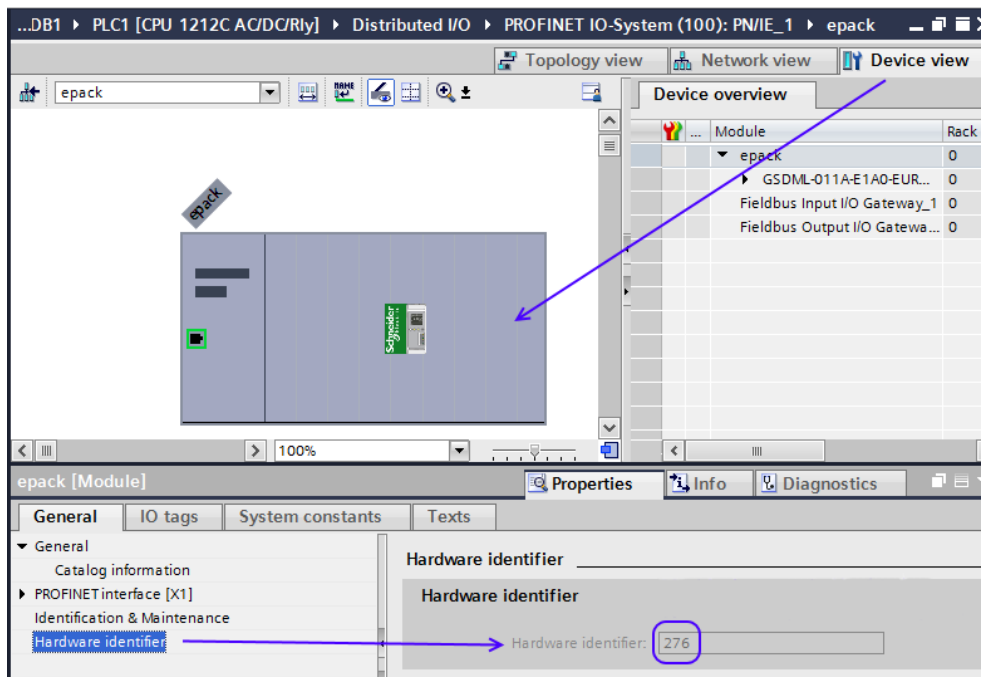 ...DB1 ▸ PLC1 [CPU 1212C AC/DC/Rly] ▸ Distributed I/O ▸ PROFINET IO-System (100): PN/IE_1 ▸ epack
Topology view Network view Device view
epack
NAME
Device overview
... Module Rack
epack 0
GSDML-011A-E1A0-EUR... 0
Fieldbus Input I/O Gateway_1 0
Fieldbus Output I/O Gatewa... 0
epack
Schneider
Electric
100%
epack [Module]
Properties Info Diagnostics
General IO tags System constants Texts
General
Catalog information
PROFINET interface [X1]
Identification & Maintenance
Hardware identifier
Hardware identifier
Hardware identifier
Hardware identifier: 276